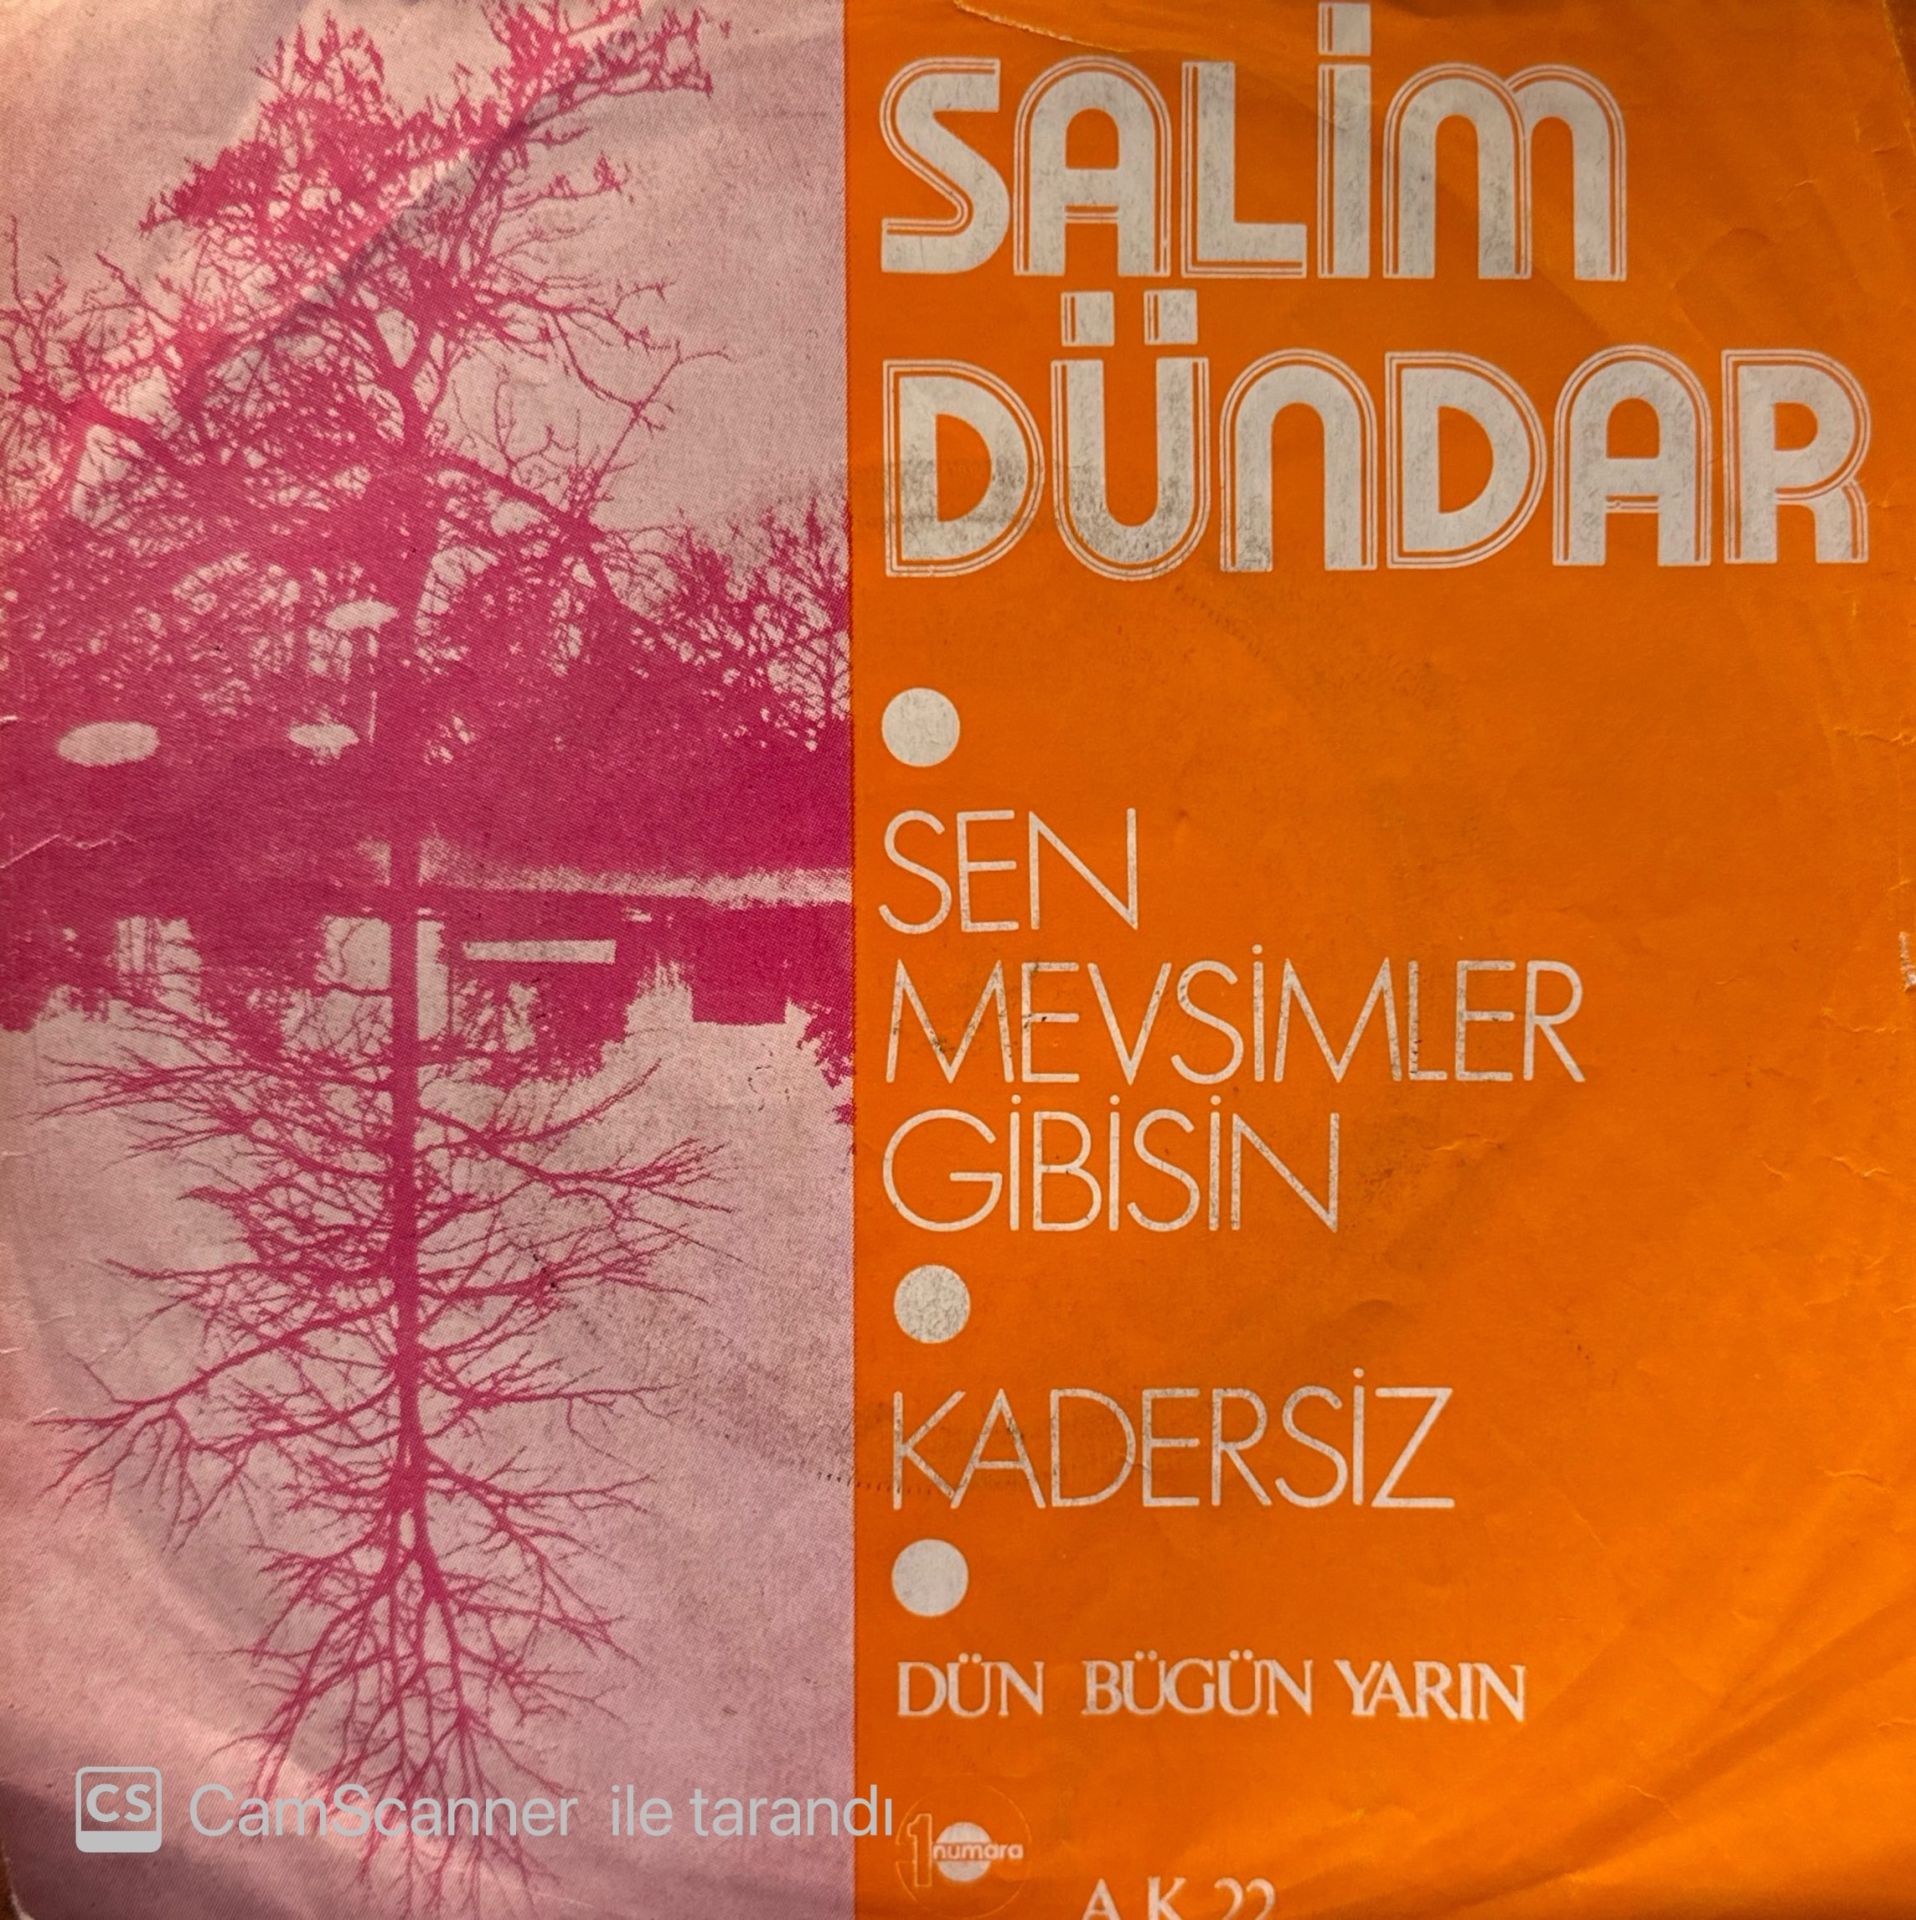 SALİM
DÜNDAR
SEN
MEVSİMLER
GİBİSİN
KADERSİZ
DÜN BÜGÜN YARIN
CS CamScanner ile tarandı
1 numara
A.K.22